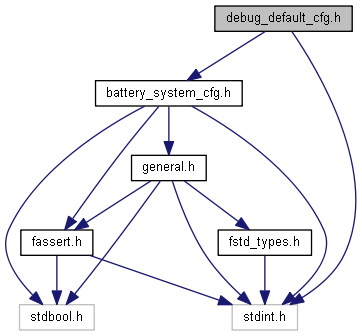 debug_default_cfg.h
battery_system_cfg.h
general.h
fassert.h
fstd_types.h
stdbool.h
stdint.h